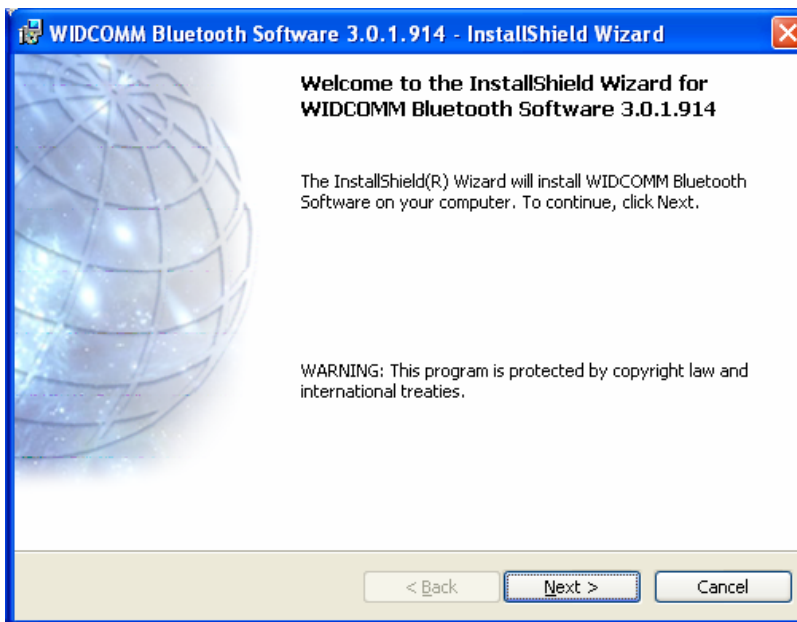 WIDCOMM Bluetooth Software 3.0.1.914 - InstallShield Wizard
Welcome to the InstallShield Wizard for
WIDCOMM Bluetooth Software 3.0.1.914
The InstallShield(R) Wizard will install WIDCOMM Bluetooth
Software on your computer. To continue, click Next.
WARNING: This program is protected by copyright law and
international treaties.
< Back Next > Cancel